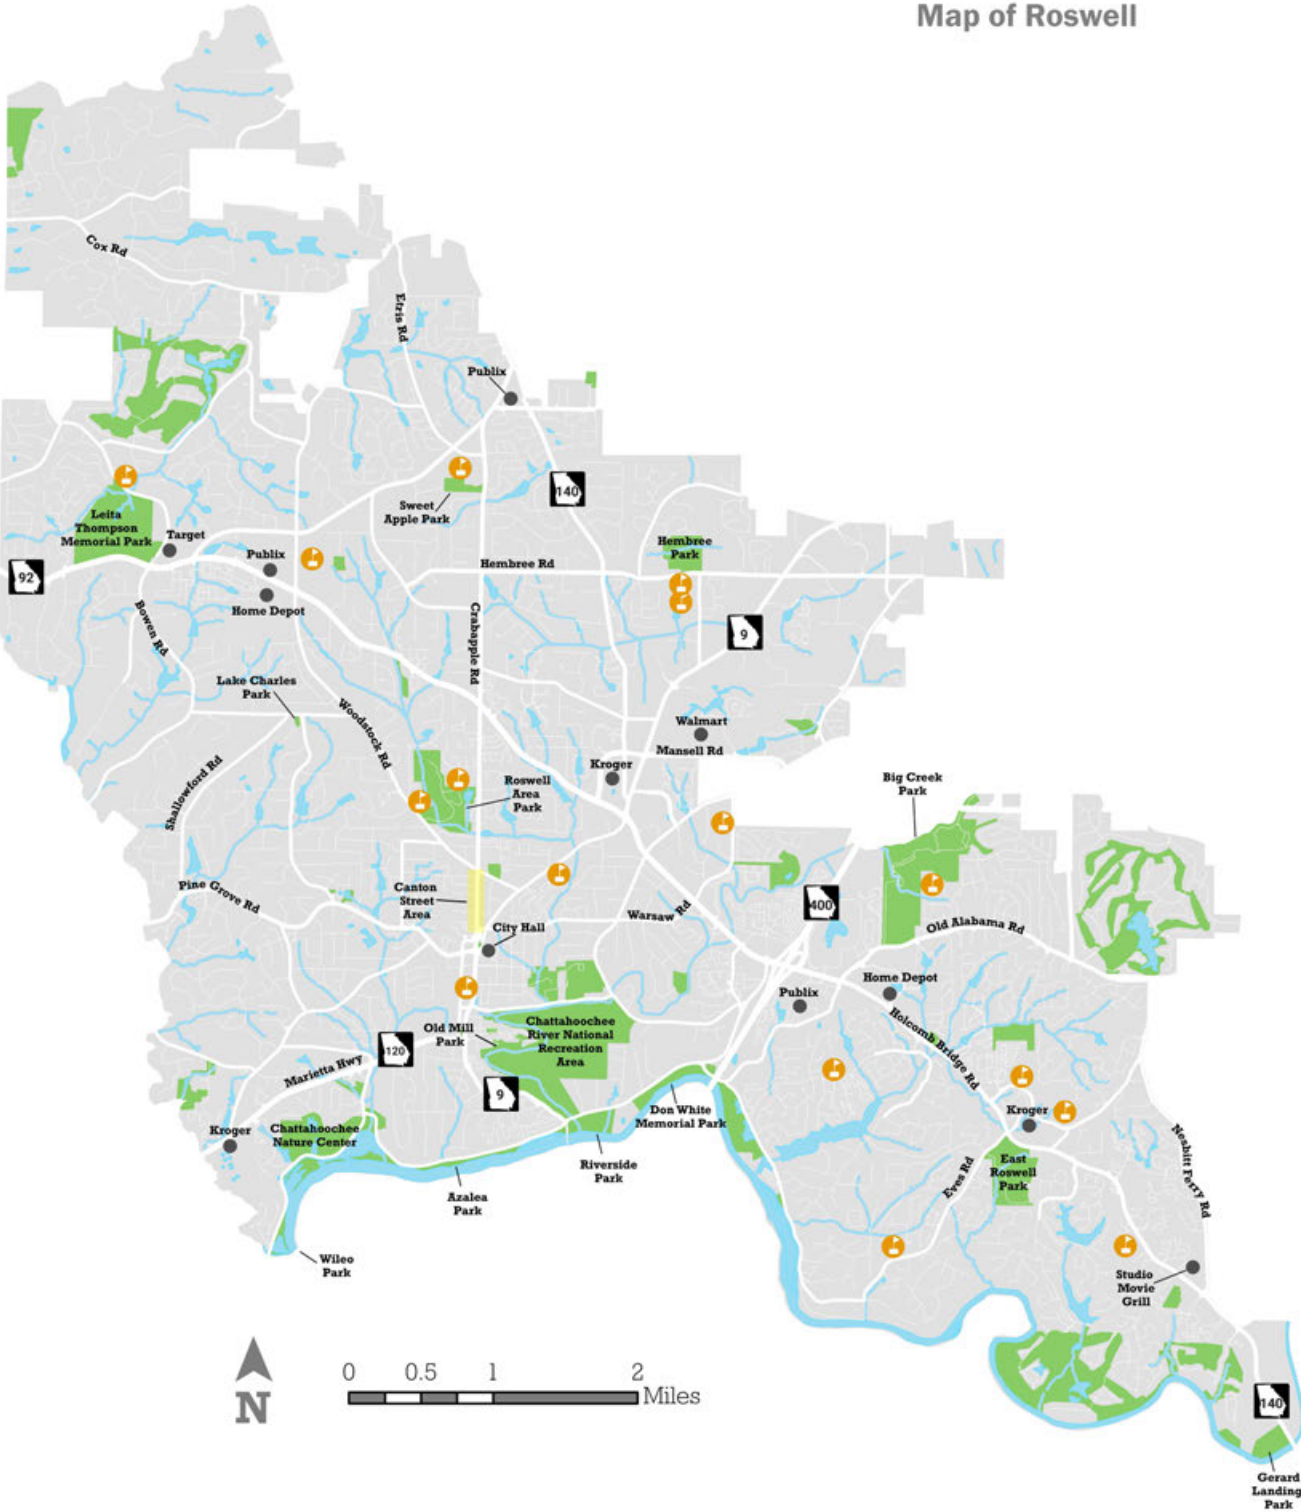 Map of Roswell
Cox Rd
Etris Rd
Publix
140
Sweet
Apple Park
Leita
Thompson
Memorial Park
Target
Publix
Home Depot
92
Hembree Rd
Hembree
Park
9
Bowen Rd
Crabapple Rd
Lake Charles
Park
Woodstock Rd
Walmart
Mansell Rd
Kroger
Shallowford Rd
Roswell
Area
Park
Big Creek
Park
Pine Grove Rd
Canton
Street
Area
City Hall
Warsaw Rd
400
Old Alabama Rd
Home Depot
Publix
Holcomb Bridge Rd
Old Mill
Park
Chattahoochee
River National
Recreation
Area
120
Marietta Hwy
9
Don White
Memorial Park
Kroger
Kroger
Chattahoochee
Nature Center
Riverside
Park
Azalea
Park
Wileo
Park
East
Roswell
Park
Eves Rd
Nesbitt Ferry Rd
Studio
Movie
Grill
N
0 0.5 1 2
Miles
140
Gerard
Landing
Park